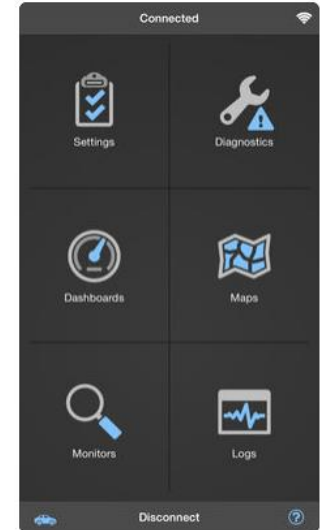 Connected
Settings
Diagnostics
Dashboards
Maps
Monitors
Logs
Disconnect
?